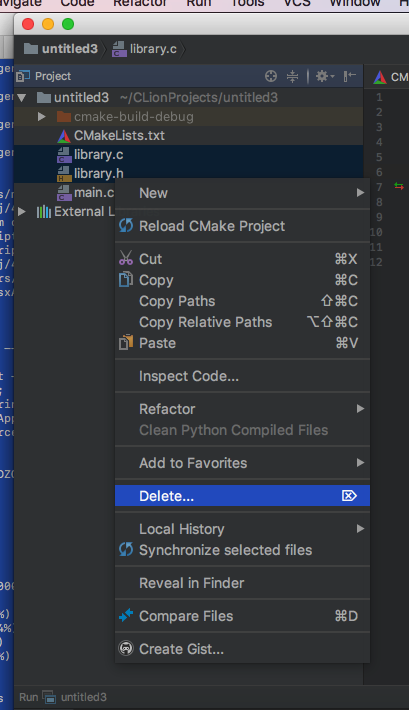 Code Refactor Run Tools VCS Window
untitled3 library.c
Project
CM
untitled3 ~/CLionProjects/untitled3
cmake-build-debug
CMakeLists.txt
library.c
library.h
main.c
External L
1
2
3
4
5
6
7
8
9
10
11
12
New
Reload CMake Project
Cut ⌘X
Copy ⌘C
Copy Paths ⇧⌘C
Copy Relative Paths ⌥⇧⌘C
Paste ⌘V
Inspect Code...
Refactor
Clean Python Compiled Files
Add to Favorites
Delete... ⌦
Local History
Synchronize selected files
Reveal in Finder
Compare Files ⌘D
Create Gist...
Run untitled3